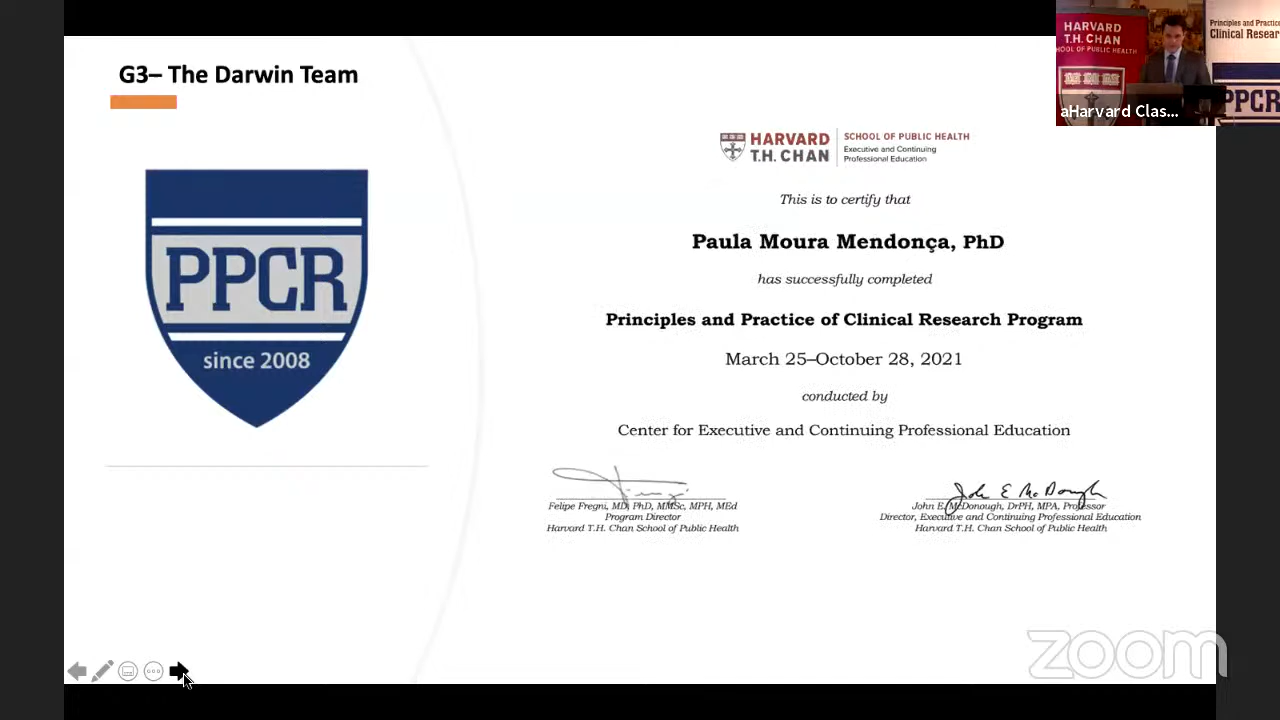 G3– The Darwin Team
PPCR
since 2008
HARVARD
T.H. CHAN
SCHOOL OF PUBLIC HEALTH
Executive and Continuing
Professional Education
This is to certify that
Paula Moura Mendonça, PhD
has successfully completed
Principles and Practice of Clinical Research Program
March 25–October 28, 2021
conducted by
Center for Executive and Continuing Professional Education
Felipe Fregni, MD, PhD, MMSc, MPH, MEd
Program Director
Harvard T.H. Chan School of Public Health
John E McDonough
John E. McDonough, DrPH, MPA, Professor
Director, Executive and Continuing Professional Education
Harvard T.H. Chan School of Public Health
HARVARD
T.H. CHAN
SCHOOL OF PUBLIC HEALTH
Principles and Practice
Clinical Resear
PPCR
aHarvard Clas...
zoom